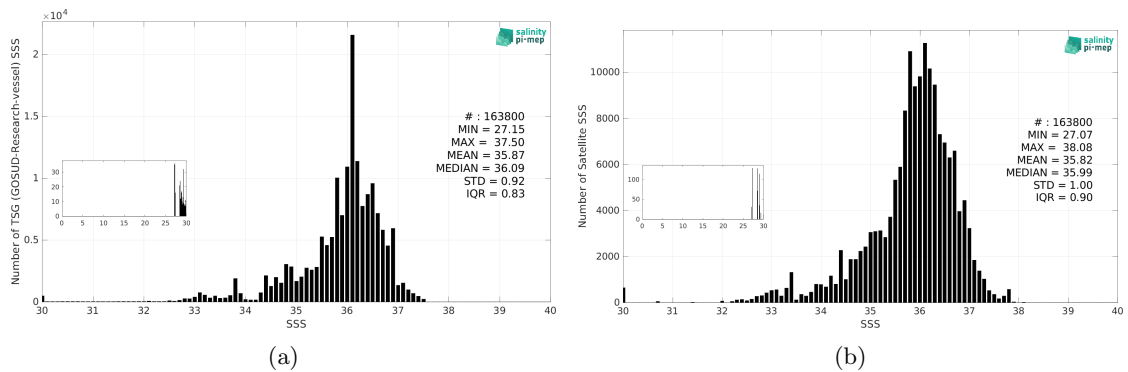 ×10⁴
salinity
pi-mep
Number of TSG (GOSUD-Research-vessel) SSS
2
1.5
1
0.5
0
# : 163800
MIN = 27.15
MAX = 37.50
MEAN = 35.87
MEDIAN = 36.09
STD = 0.92
IQR = 0.83
30
20
10
0
0 5 10 15 20 25 30
30 31 32 33 34 35 36 37 38 39 40
SSS
(a)
salinity
pi-mep
Number of Satellite SSS
10000
8000
6000
4000
2000
0
# : 163800
MIN = 27.07
MAX = 38.08
MEAN = 35.82
MEDIAN = 35.99
STD = 1.00
IQR = 0.90
100
50
0
0 5 10 15 20 25 30
30 31 32 33 34 35 36 37 38 39 40
SSS
(b)